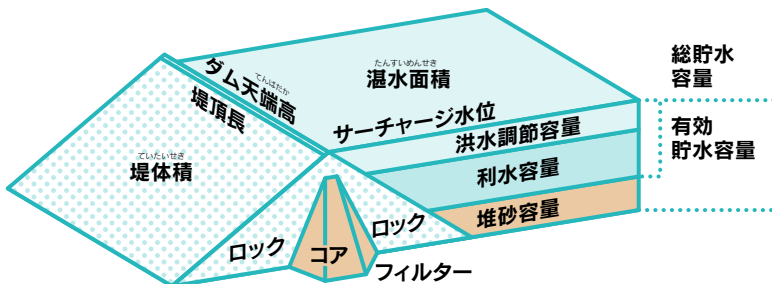 たんすいめんせき
湛水面積
てんばだか
ダム天端高
堤頂長
サーチャージ水位
洪水調節容量
利水容量
堆砂容量
総貯水
容量
有効
貯水容量
ていたいせき
堤体積
ロック
コア
ロック
フィルター